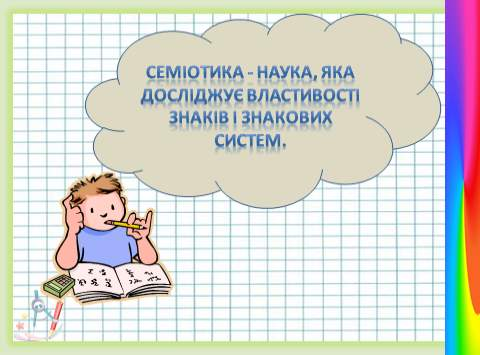 СЕМІОТИКА - НАУКА, ЯКА
ДОСЛІДЖУЄ ВЛАСТИВОСТІ
ЗНАКІВ І ЗНАКОВИХ
СИСТЕМ.